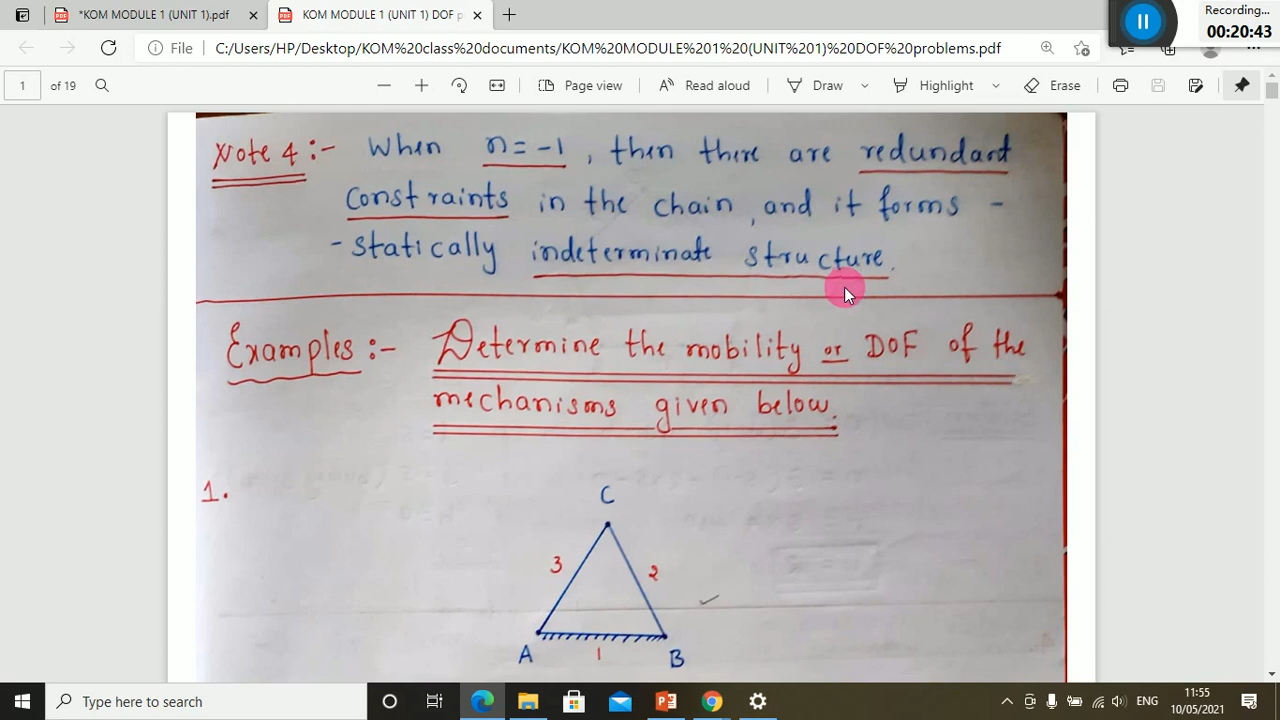 *KOM MODULE 1 (UNIT 1).pdf
KOM MODULE 1 (UNIT 1) DOF p
Recording...
00:20:43
File
C:/Users/HP/Desktop/KOM%20class%20documents/KOM%20MODULE%201%20(UNIT%201)%20DOF%20problems.pdf
1 of 19
Page view
Read aloud
Draw
Highlight
Erase
Note 4:- When n=-1, then there are redundant
constraints in the chain, and it forms -
-statically indeterminate structure.
Examples:- Determine the mobility or DOF of the
mechanisms given below.
1.
C
3
2
A
1
B
Type here to search
ENG
11:55
10/05/2021